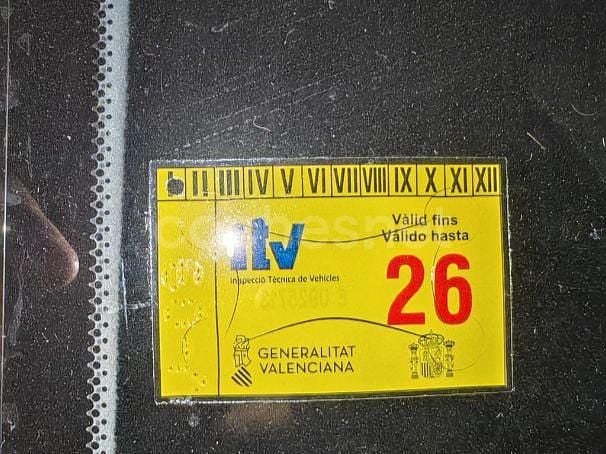 II III IV V VI VII VIII IX X XI XII
Vàlid fins
Válido hasta
itv
Inspecció Tècnica de Vehicles
26
GENERALITAT
VALENCIANA